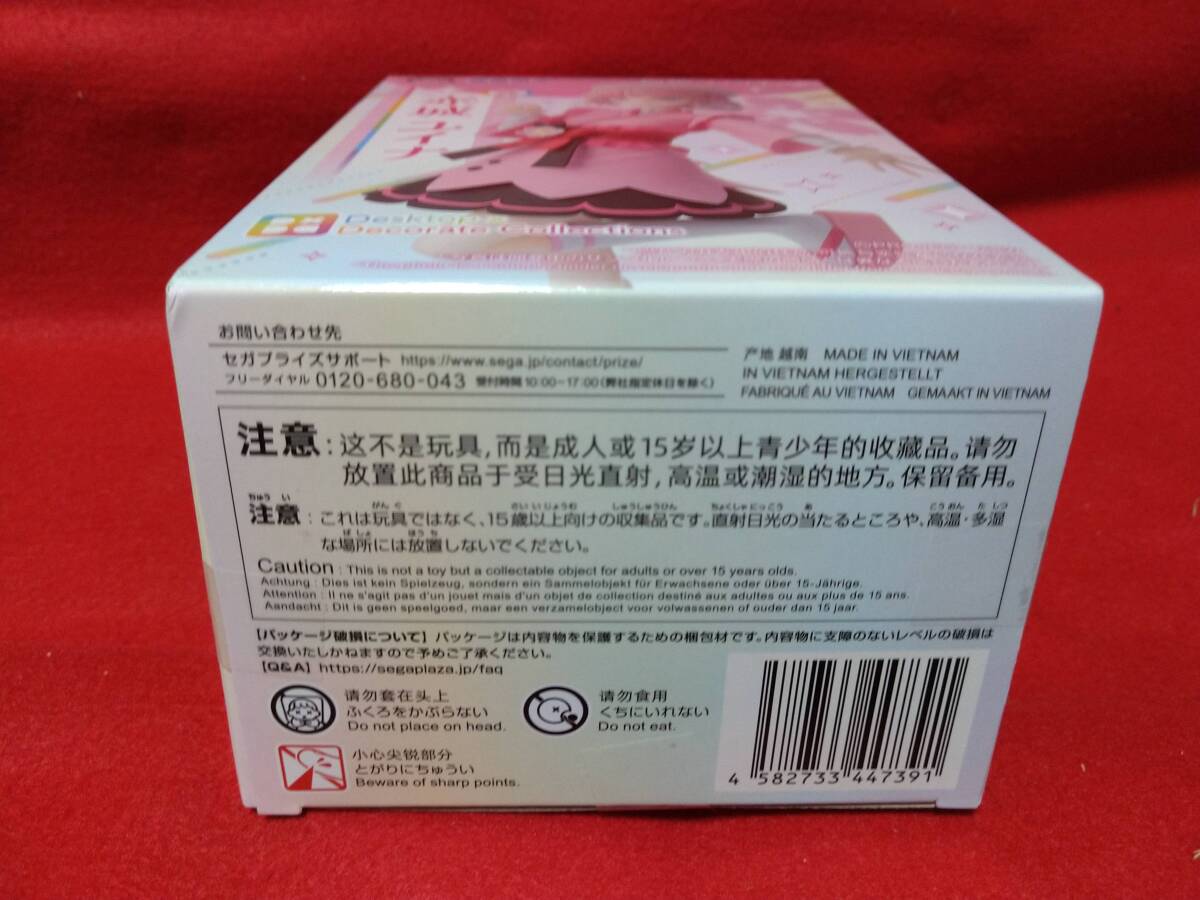 Desktop×
Decorate Collections
お問い合わせ先
セガプライズサポート https://www.sega.jp/contact/prize/
フリーダイヤル 0120-680-043 受付時間 10:00-17:00(弊社指定休日を除く)
产地 越南 MADE IN VIETNAM
IN VIETNAM HERGESTELLT
FABRIQUÉ AU VIETNAM GEMAAKT IN VIETNAM
注意:这不是玩具,而是成人或15岁以上青少年的收藏品。请勿
放置此商品于受日光直射,高温或潮湿的地方。保留备用。
注意:これは玩具ではなく、15歳以上向けの収集品です。直射日光の当たるところや、高温・多湿
な場所には放置しないでください。
Caution : This is not a toy but a collectable object for adults or over 15 years olds.
Achtung : Dies ist kein Spielzeug, sondern ein Sammelobjekt für Erwachsene oder über 15-Jährige.
Attention : Il ne s'agit pas d'un jouet mais d'un objet de collection destiné aux adultes ou aux plus de 15 ans.
Aandacht : Dit is geen speelgoed, maar een verzamelobject voor volwassenen of ouder dan 15 jaar.
【パッケージ破損について】パッケージは内容物を保護するための梱包材です。内容物に支障のないレベルの破損は
交換いたしかねますので予めご了承ください。
【Q&A】https://segaplaza.jp/faq
请勿套在头上
ふくろをかぶらない
Do not place on head.
请勿食用
くちにいれない
Do not eat.
小心尖锐部分
とがりにちゅうい
Beware of sharp points.
4 582733 447391